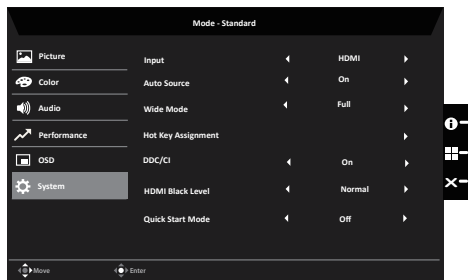 Mode - Standard
Picture
Color
Audio
Performance
OSD
System
Input HDMI
Auto Source On
Wide Mode Full
Hot Key Assignment
DDC/CI On
HDMI Black Level Normal
Quick Start Mode Off
Move Enter